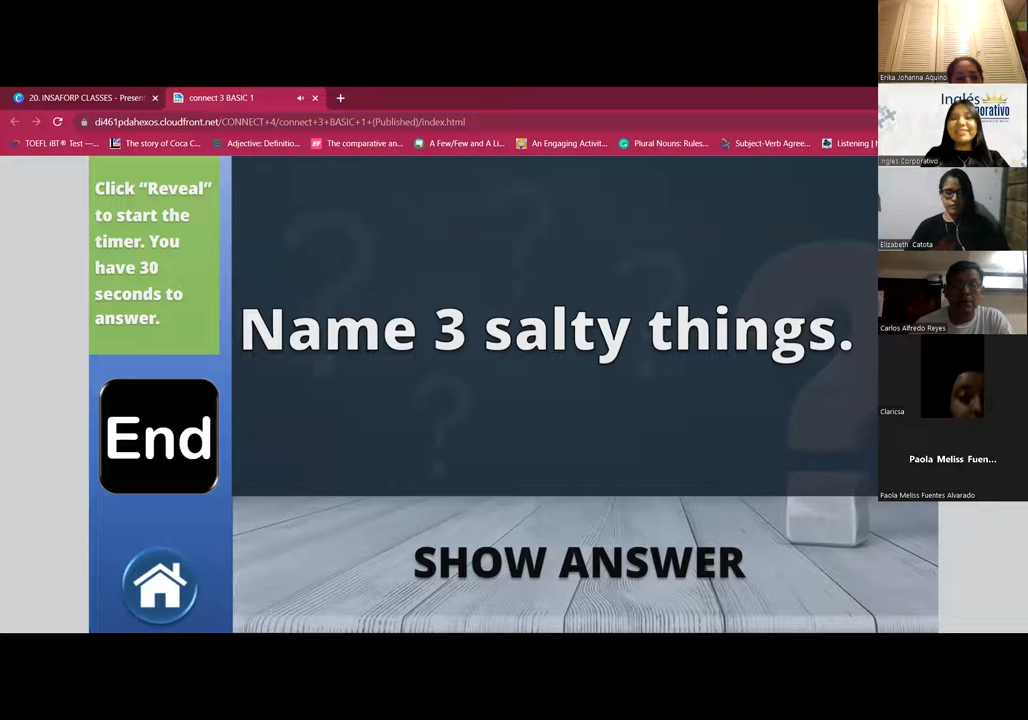 Erika Johanna Aquino
20. INSAFORP CLASSES - Present
connect 3 BASIC 1
Inglés
Ingles Corporativo
di461pdahexos.cloudfront.net/CONNECT+4/connect+3+BASIC+1+(Published)/index.html
TOEFL iBT® Test —...
The story of Coca C...
Adjective: Definitio...
The comparative an...
A Few/Few and A Li...
An Engaging Activit...
Plural Nouns: Rules...
Subject-Verb Agree...
Listening |
Click “Reveal”
to start the
timer. You
have 30
seconds to
answer.
Elizabeth Catota
Name 3 salty things.
Carlos Alfredo Reyes
Claricsa
End
Paola Meliss Fuen...
Paola Meliss Fuentes Alvarado
SHOW ANSWER